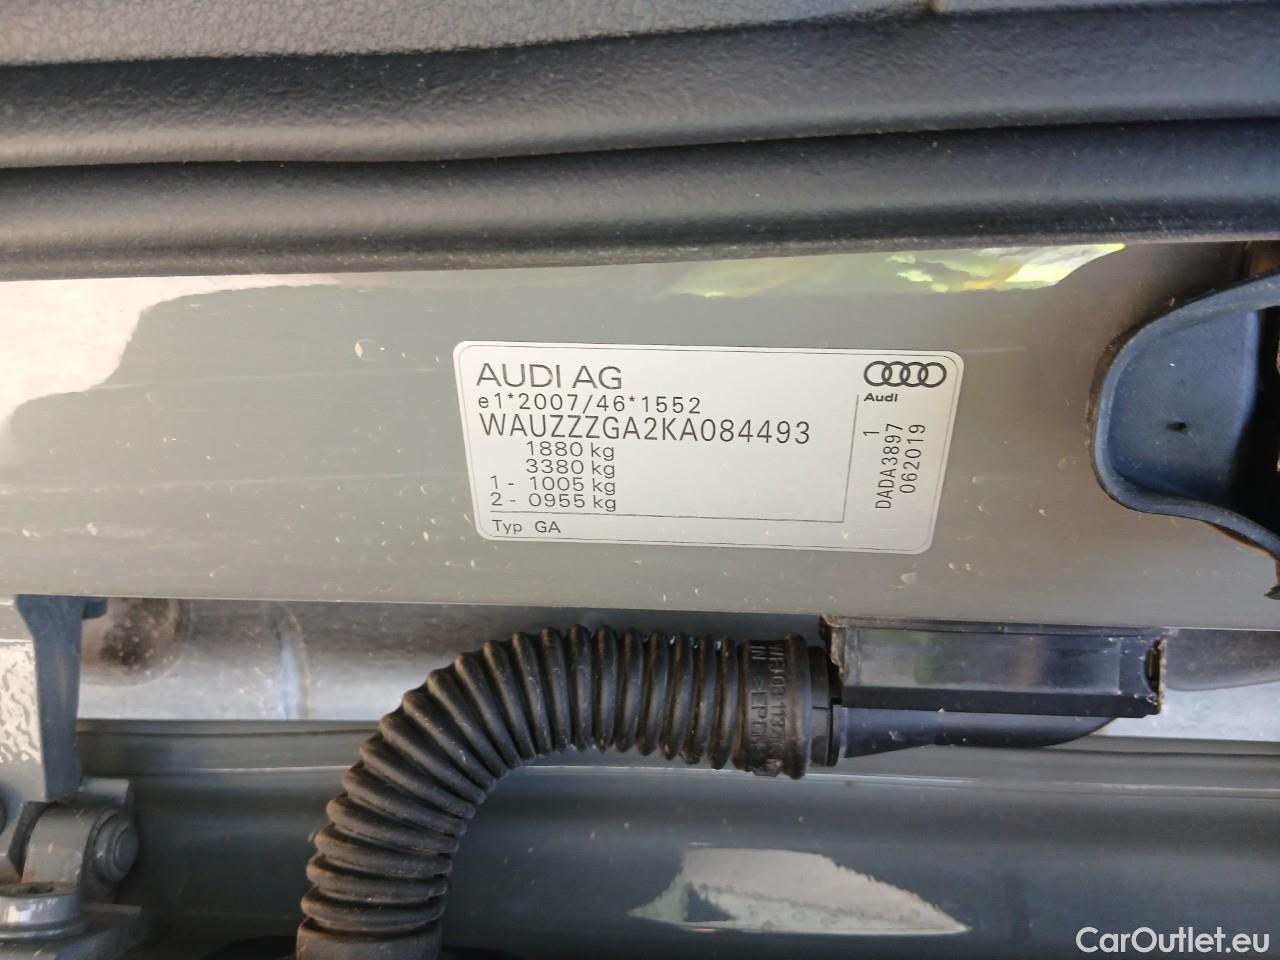 AUDI AG
Audi
e1*2007/46*1552
WAUZZZGA2KA084493
1880 kg
3380 kg
1 - 1005 kg
2 - 0955 kg
Typ GA
DADA3897 1
062019
CarOutlet.eu